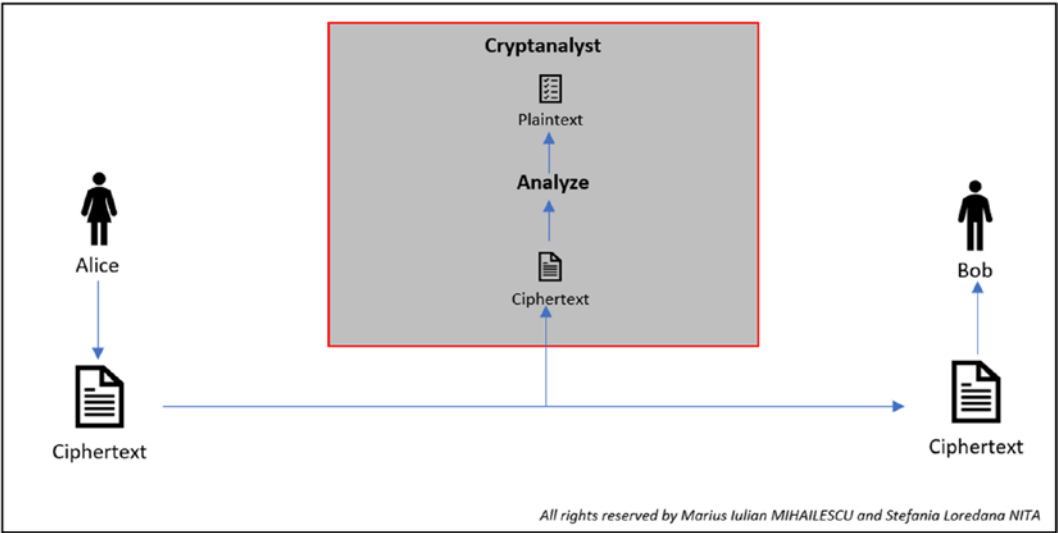 Cryptanalyst
Plaintext
Analyze
Ciphertext
Alice
Bob
Ciphertext
Ciphertext
All rights reserved by Marius Iulian MIHAILESCU and Stefania Loredana NITA